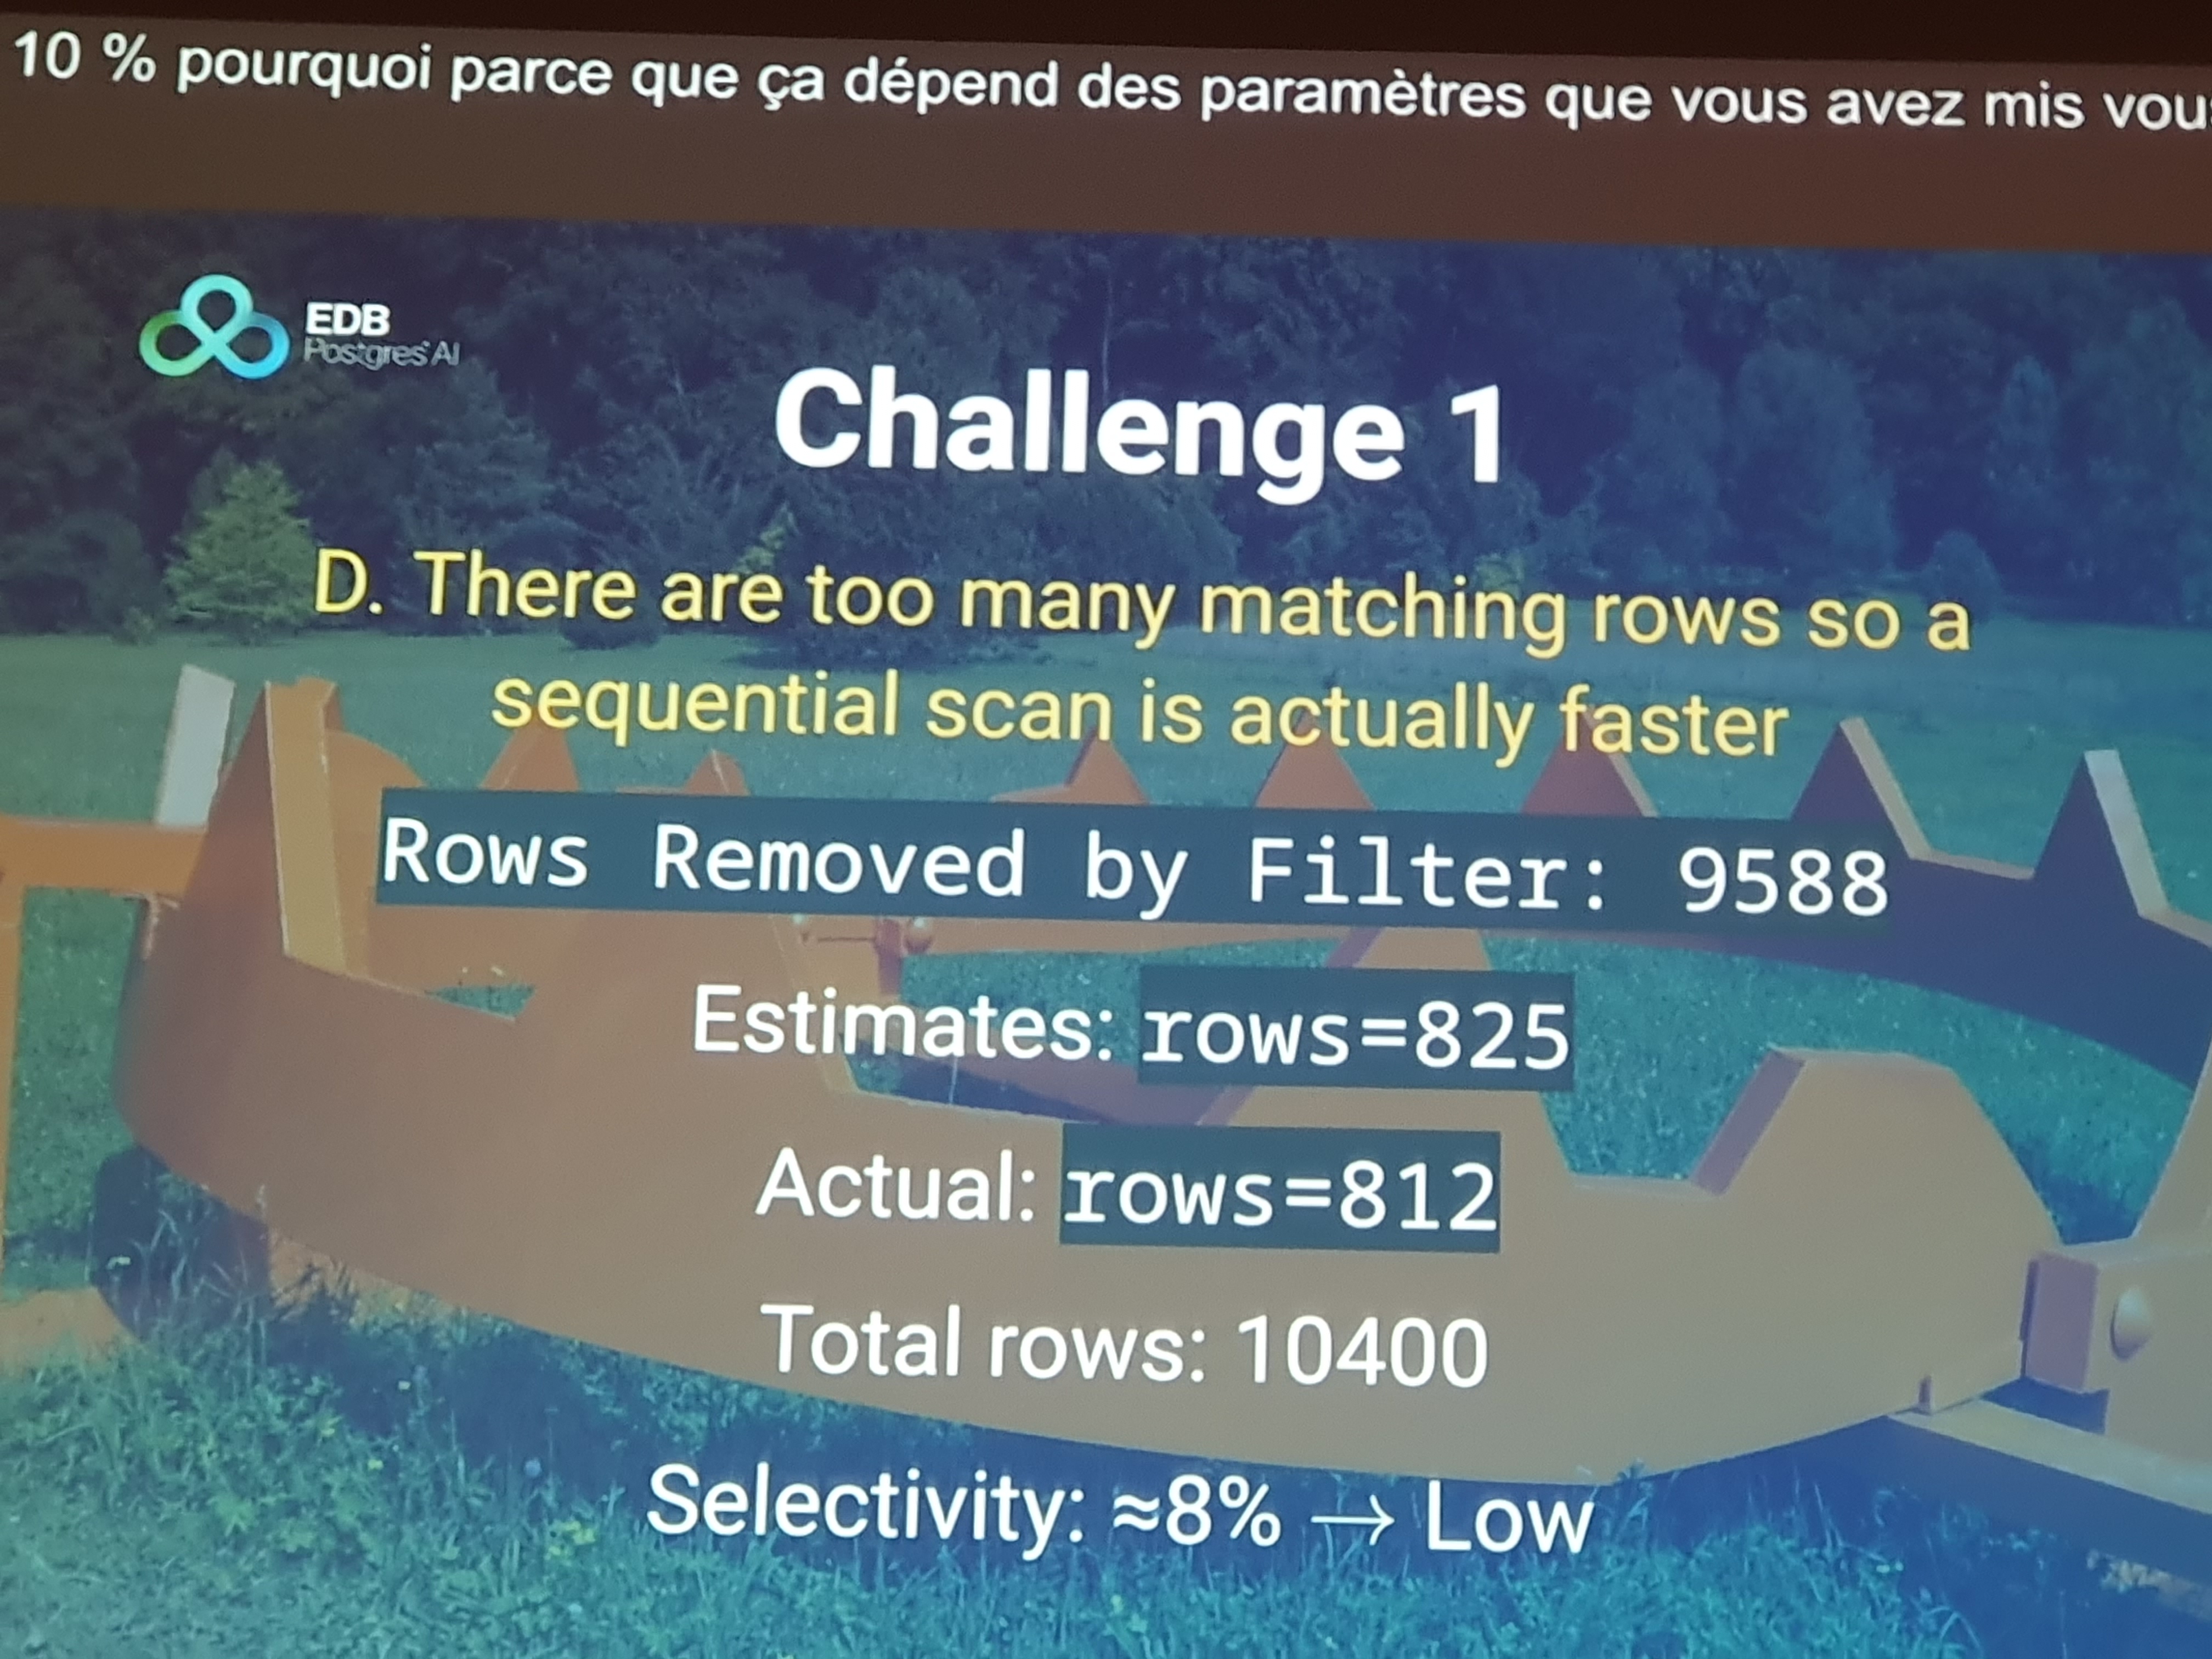 10 % pourquoi parce que ça dépend des paramètres que vous avez mis
EDB
Postgres AI
Challenge 1
D. There are too many matching rows so a
sequential scan is actually faster
Rows Removed by Filter: 9588
Estimates: rows=825
Actual: rows=812
Total rows: 10400
Selectivity: ≈8% → Low